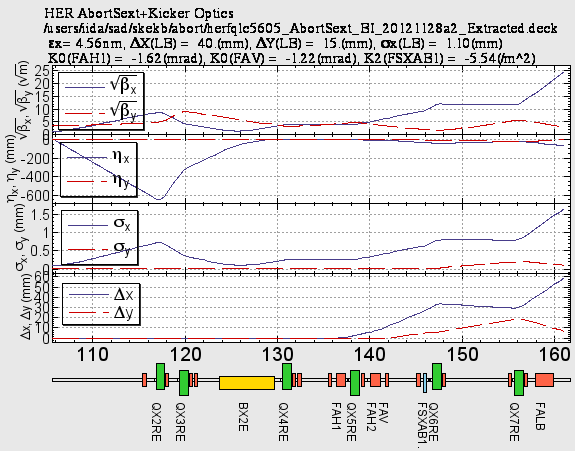 HER AbortSext+Kicker Optics
/users/iida/sad/skekb/abort/herfqlc5605_AbortSext_BI_20121128a2_Extracted.deck
εx= 4.56nm, ΔX(LB)= 40.(mm), ΔY(LB)= 15.(mm), σx(LB)= 1.10(mm)
K0(FAH1)= -1.62(mrad), K0(FAV)= -1.22(mrad), K2(FSXAB1)= -5.54(/m^2)
√βx, √βy (√m)
25
20
15
10
5
0
√βx
√βy
ηx, ηy (mm)
0
-200
-400
-600
ηx
ηy
σx, σy (mm)
1.5
1
0.5
0
σx
σy
Δx, Δy (mm)
60
50
40
30
20
10
0
Δx
Δy
110 120 130 140 150 160
QX2RE QX3RE BX2E QX4RE FAH1 QX5RE FAH2 FAV FSXAB1. QX6RE QX7RE FALB